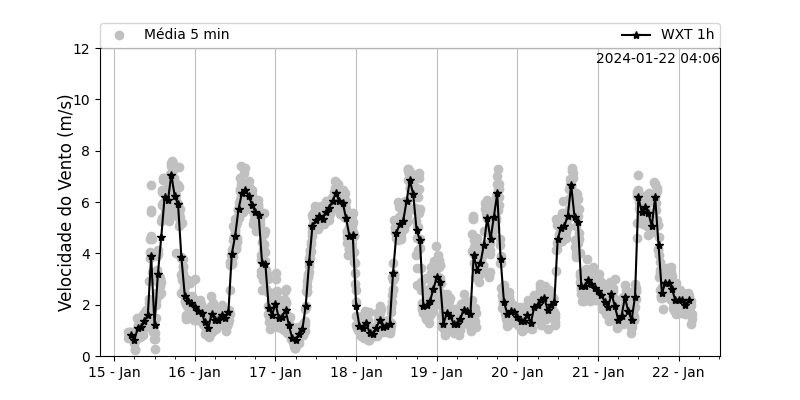 Média 5 min
WXT 1h
2024-01-22 04:06
Velocidade do Vento (m/s)
12
10
8
6
4
2
0
15 - Jan
16 - Jan
17 - Jan
18 - Jan
19 - Jan
20 - Jan
21 - Jan
22 - Jan